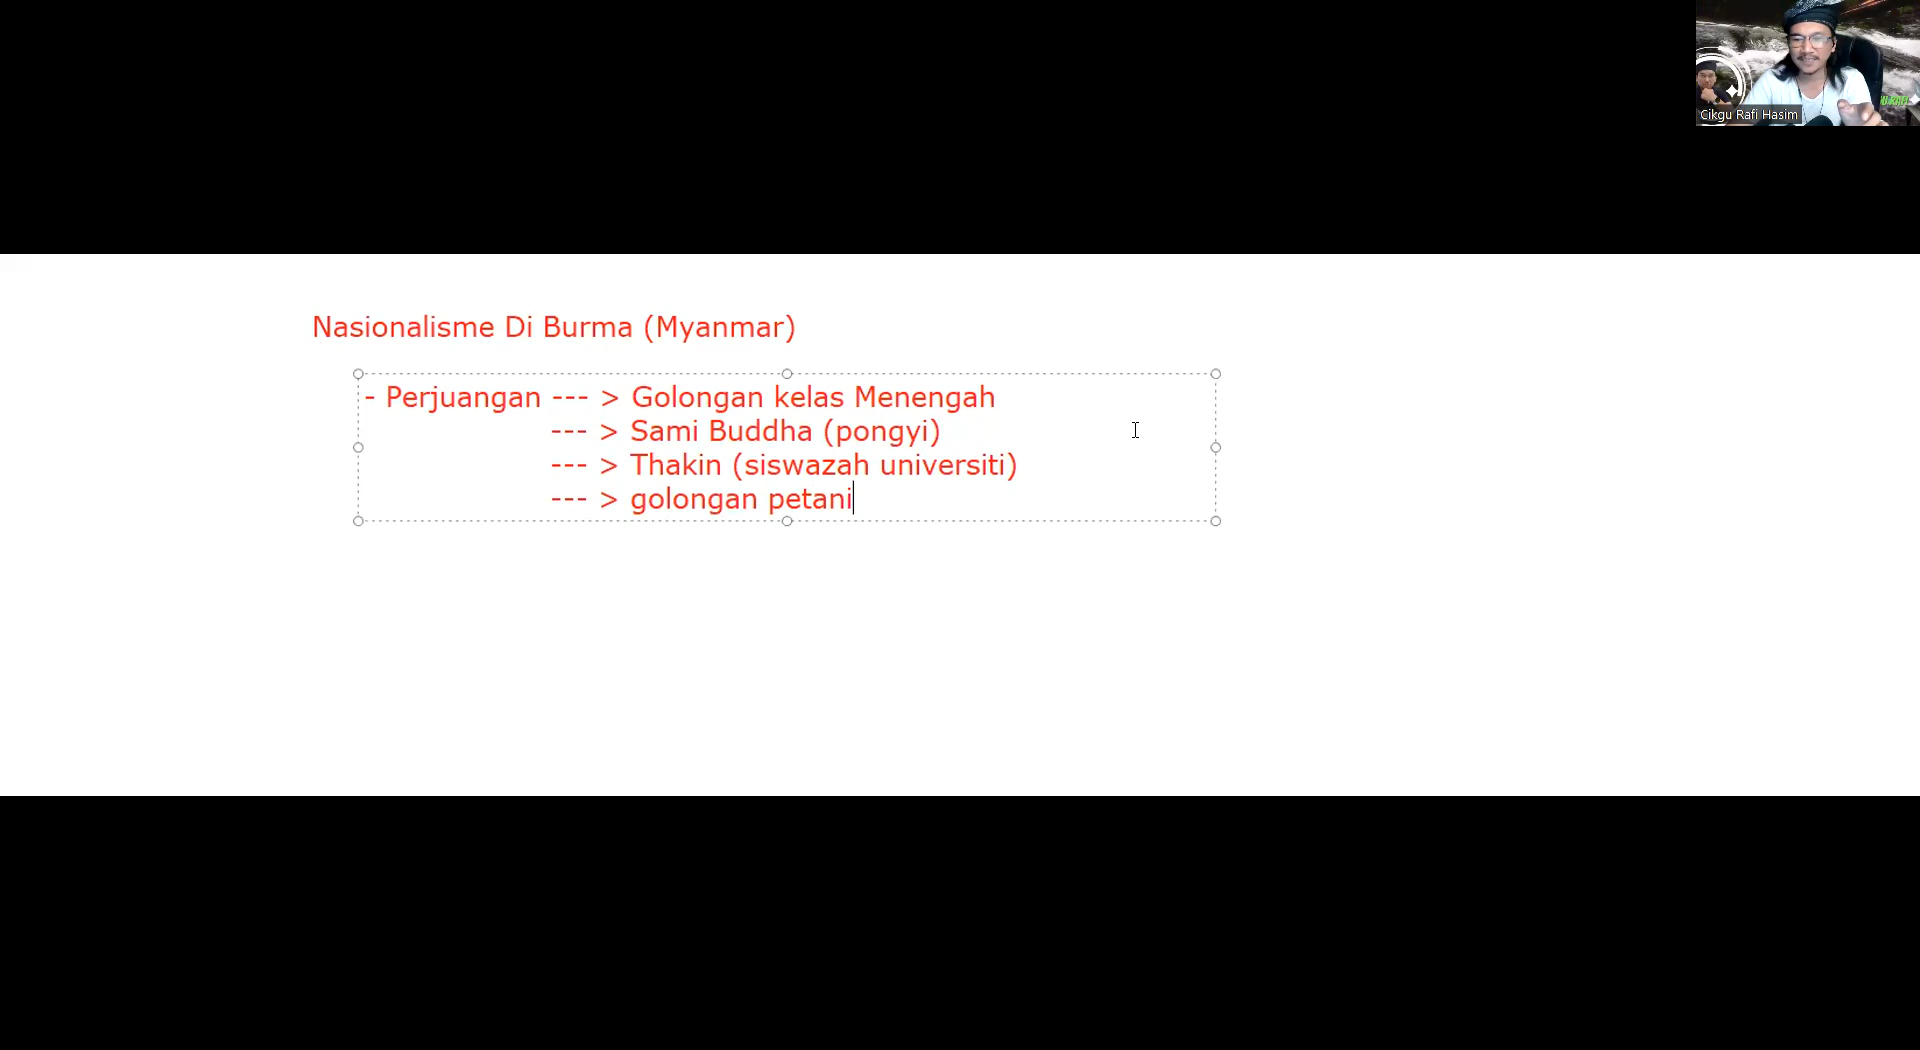 Cikgu Rafi Hasim
Nasionalisme Di Burma (Myanmar)
- Perjuangan --- > Golongan kelas Menengah
--- > Sami Buddha (pongyi)
--- > Thakin (siswazah universiti)
--- > golongan petani